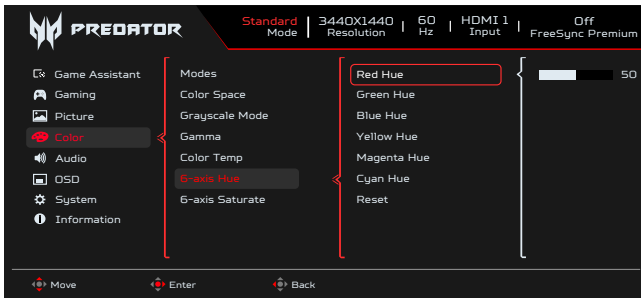 PREDATOR
Standard Mode
3440X1440 Resolution
60 Hz
HDMI 1 Input
Off FreeSync Premium
Game Assistant
Gaming
Picture
Color
Audio
OSD
System
Information
Modes
Color Space
Grayscale Mode
Gamma
Color Temp
6-axis Hue
6-axis Saturate
Red Hue
Green Hue
Blue Hue
Yellow Hue
Magenta Hue
Cyan Hue
Reset
50
Move
Enter
Back